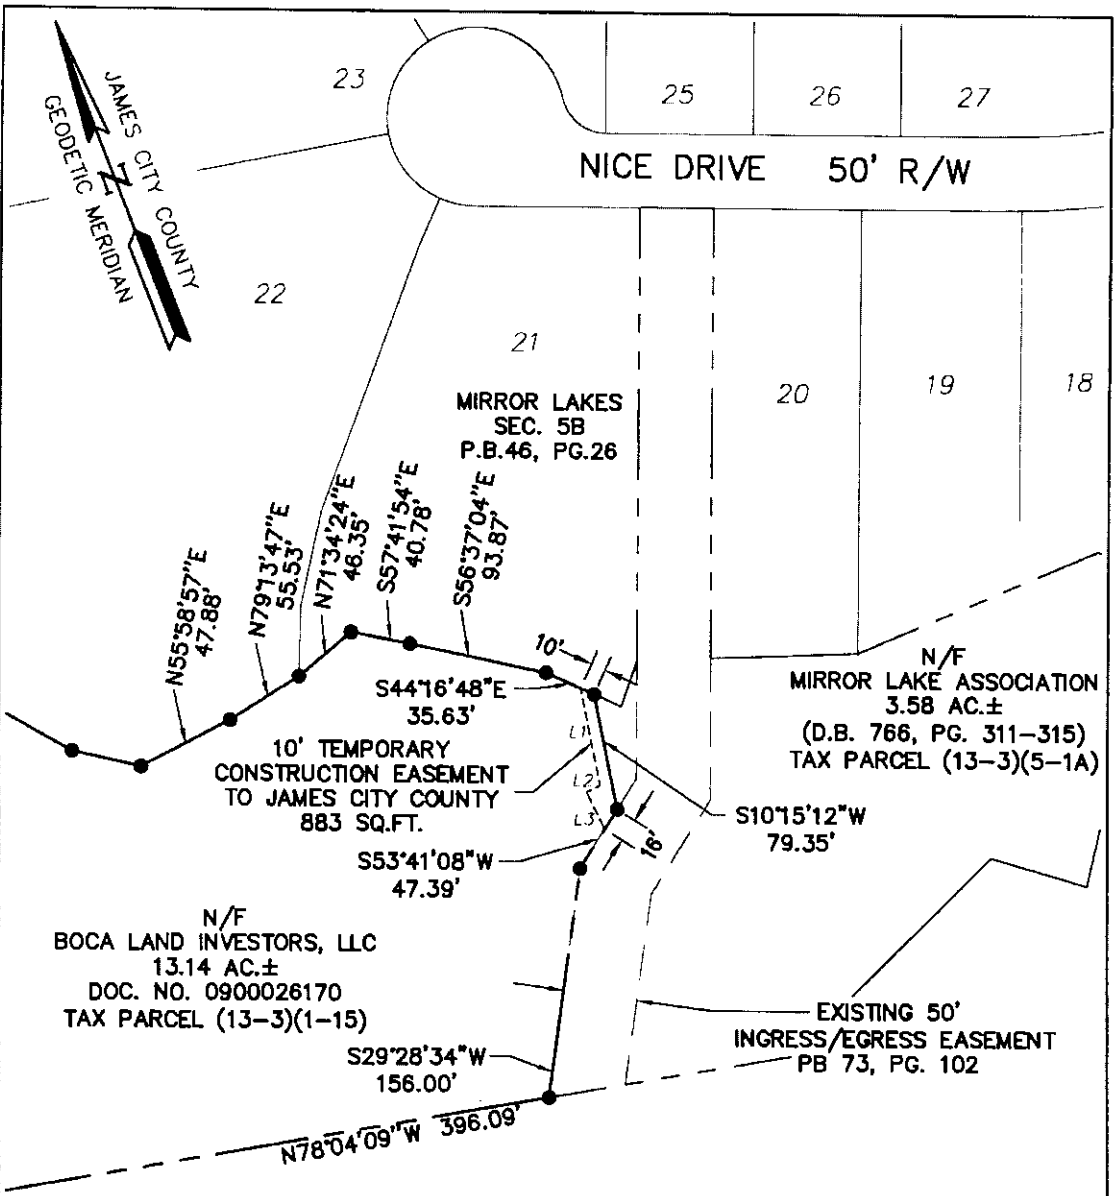 JAMES CITY COUNTY
GEODETIC MERIDIAN
N
23
25
26
27
NICE DRIVE 50' R/W
22
21
20
19
18
MIRROR LAKES
SEC. 5B
P.B.46, PG.26
N55°58'57"E
47.88'
N79°13'47"E
55.53'
N71°34'24"E
46.35'
S57°41'54"E
40.78'
S56°37'04"E
93.87'
10'
S44°16'48"E
35.63'
N/F
MIRROR LAKE ASSOCIATION
3.58 AC.±
(D.B. 766, PG. 311-315)
TAX PARCEL (13-3)(5-1A)
10' TEMPORARY
CONSTRUCTION EASEMENT
TO JAMES CITY COUNTY
883 SQ.FT.
L1
L2
L3
16'
S10°15'12"W
79.35'
S53°41'08"W
47.39'
N/F
BOCA LAND INVESTORS, LLC
13.14 AC.±
DOC. NO. 0900026170
TAX PARCEL (13-3)(1-15)
EXISTING 50'
INGRESS/EGRESS EASEMENT
PB 73, PG. 102
S29°28'34"W
156.00'
N78°04'09"W 396.09'